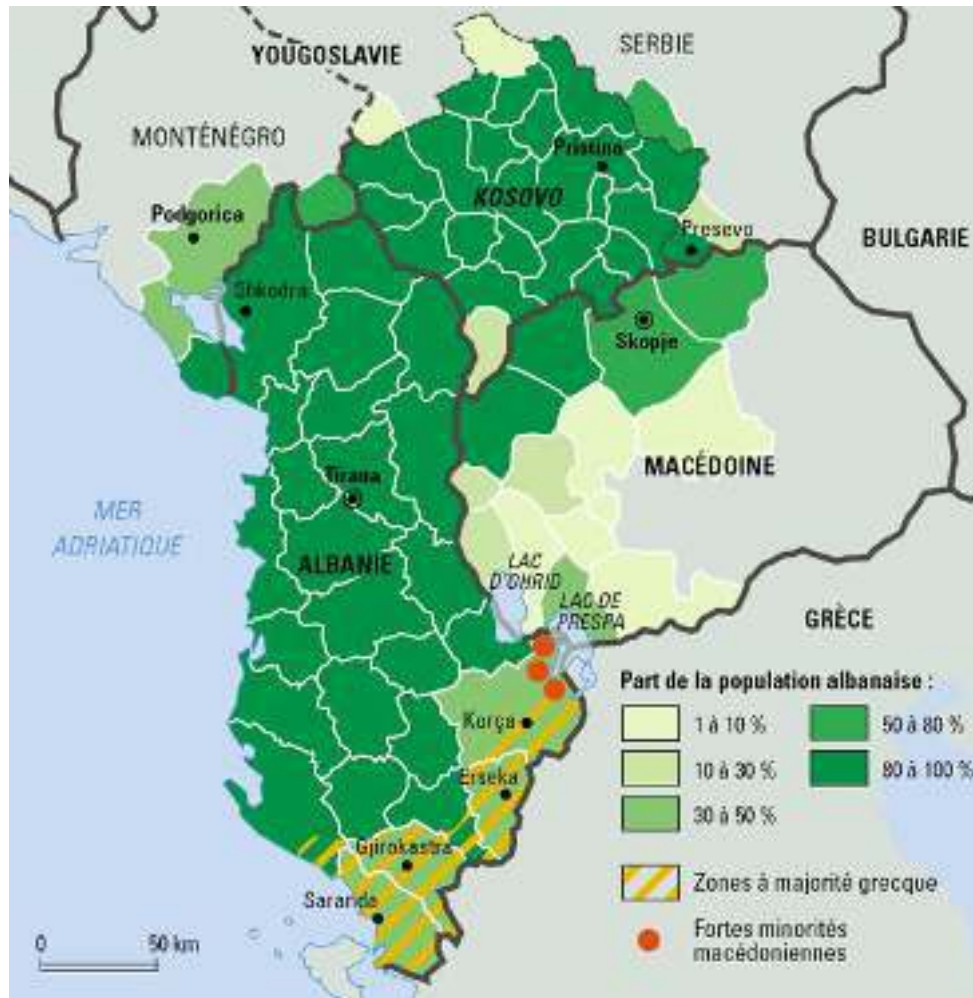 YOUGOSLAVIE
SERBIE
MONTÉNÉGRO
Podgorica
Pristina
KOSOVO
Presevo
BULGARIE
Shkodra
Skopje
MACÉDOINE
Tirana
MER
ADRIATIQUE
ALBANIE
LAC
D'OHRID
LAC DE
PRESPA
GRÈCE
Korça
Erseka
Gjirokastra
Saranda
0 50 km
Part de la population albanaise :
1 à 10 %
10 à 30 %
30 à 50 %
50 à 80 %
80 à 100 %
Zones à majorité grecque
Fortes minorités
macédoniennes